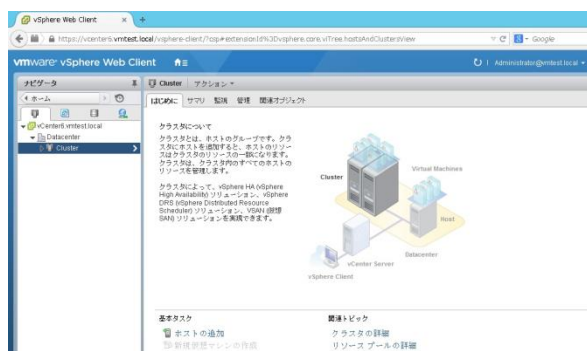 vSphere Web Client
https://vcenter6.vmtest.local/vsphere-client/?csp#extensionId%3Dvsphere.core.viTree.hostsAndClustersView
Google
vmware vSphere Web Client
Administrator@vmtest.local
ナビゲータ
ホーム
vCenter6.vmtest.local
Datacenter
Cluster
Cluster アクション
はじめに サマリ 監視 管理 関連オブジェクト
クラスタについて
クラスタとは、ホストのグループです。クラ
スタにホストを追加すると、ホストのリソー
スはクラスタのリソースの一部になります。
クラスタは、クラスタ内のすべてのホストの
リソースを管理します。
クラスタによって、vSphere HA (vSphere
High Availability) ソリューション、vSphere
DRS (vSphere Distributed Resource
Scheduler) ソリューション、VSAN (仮想
SAN) ソリューションを実現できます。
Cluster
Virtual Machines
Host
Datacenter
vCenter Server
vSphere Client
基本タスク
ホストの追加
新規仮想マシンの作成
関連トピック
クラスタの詳細
リソース プールの詳細